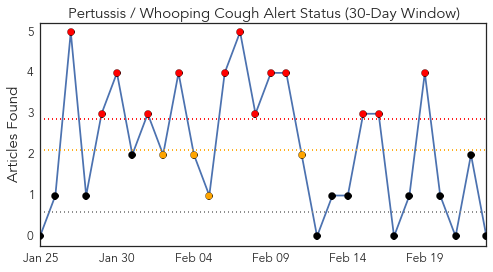 Pertussis / Whooping Cough Alert Status (30-Day Window)
Articles Found
5
4
3
2
1
0
Jan 25 Jan 30 Feb 04 Feb 09 Feb 14 Feb 19